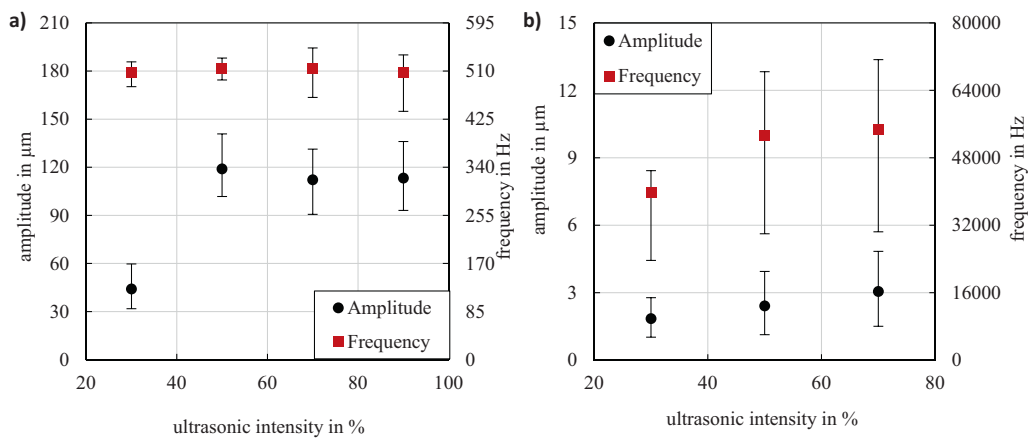 a)
210
180
150
120
90
60
30
0
amplitude in µm
595
510
425
340
255
170
85
0
frequency in Hz
Amplitude
Frequency
20 40 60 80 100
ultrasonic intensity in %
b)
15
12
9
6
3
0
amplitude in µm
80000
64000
48000
32000
16000
0
frequency in Hz
Amplitude
Frequency
20 40 60 80
ultrasonic intensity in %